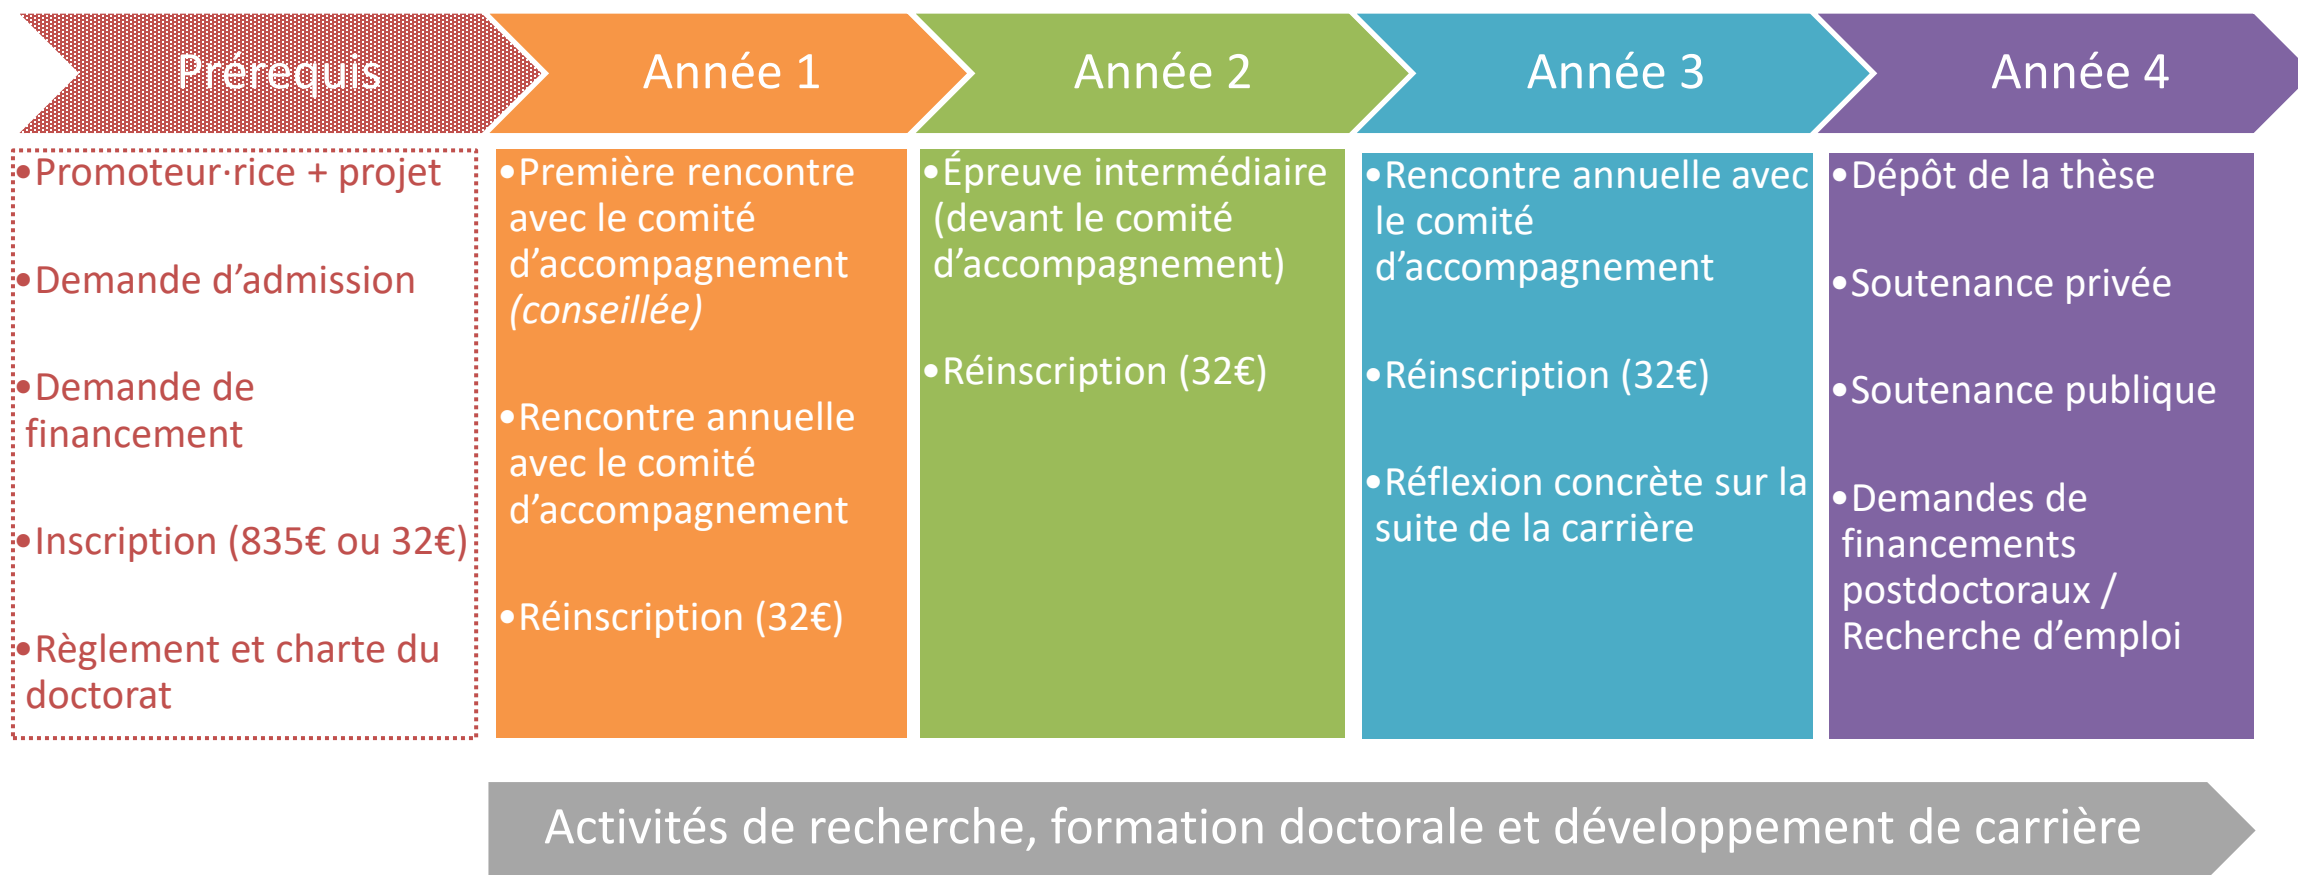 Prérequis
•Promoteur·rice + projet
•Demande d’admission
•Demande de
financement
•Inscription (835€ ou 32€)
•Règlement et charte du
doctorat
Année 1
•Première rencontre
avec le comité
d’accompagnement
(conseillée)
•Rencontre annuelle
avec le comité
d’accompagnement
•Réinscription (32€)
Année 2
•Épreuve intermédiaire
(devant le comité
d’accompagnement)
•Réinscription (32€)
Année 3
•Rencontre annuelle avec
le comité
d’accompagnement
•Réinscription (32€)
•Réflexion concrète sur la
suite de la carrière
Année 4
•Dépôt de la thèse
•Soutenance privée
•Soutenance publique
•Demandes de
financements
postdoctoraux /
Recherche d’emploi
Activités de recherche, formation doctorale et développement de carrière